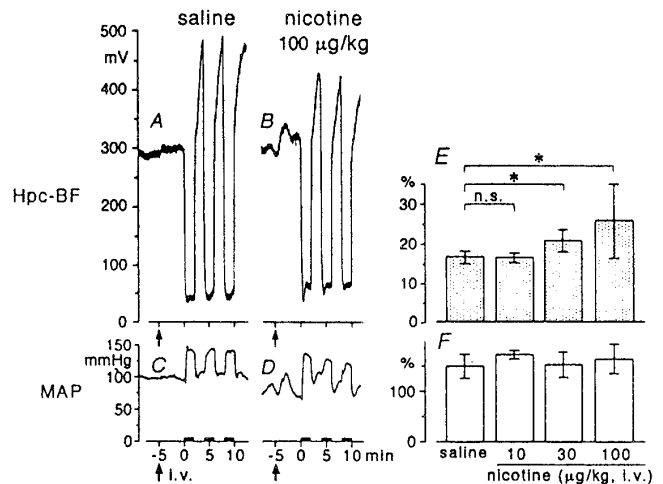 saline
nicotine
100 µg/kg
500
mV
400
300
200
100
0
Hpc-BF
A
B
E
%
30
20
10
0
n.s.
*
*
150
mmHg
100
50
0
MAP
C
D
F
%
100
0
-5 0 5 10
-5 0 5 10 min
i.v.
saline 10 30 100
nicotine (µg/kg, i.v.)